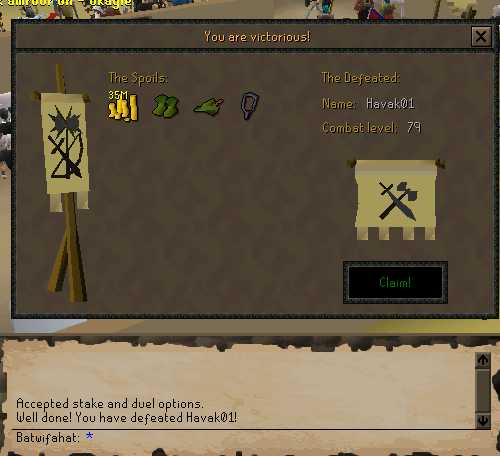 You are victorious!
The Spoils:
35M
The Defeated:
Name: Havak01
Combat level: 79
Claim!
Accepted stake and duel options.
Well done! You have defeated Havak01!
Batwifahat: *